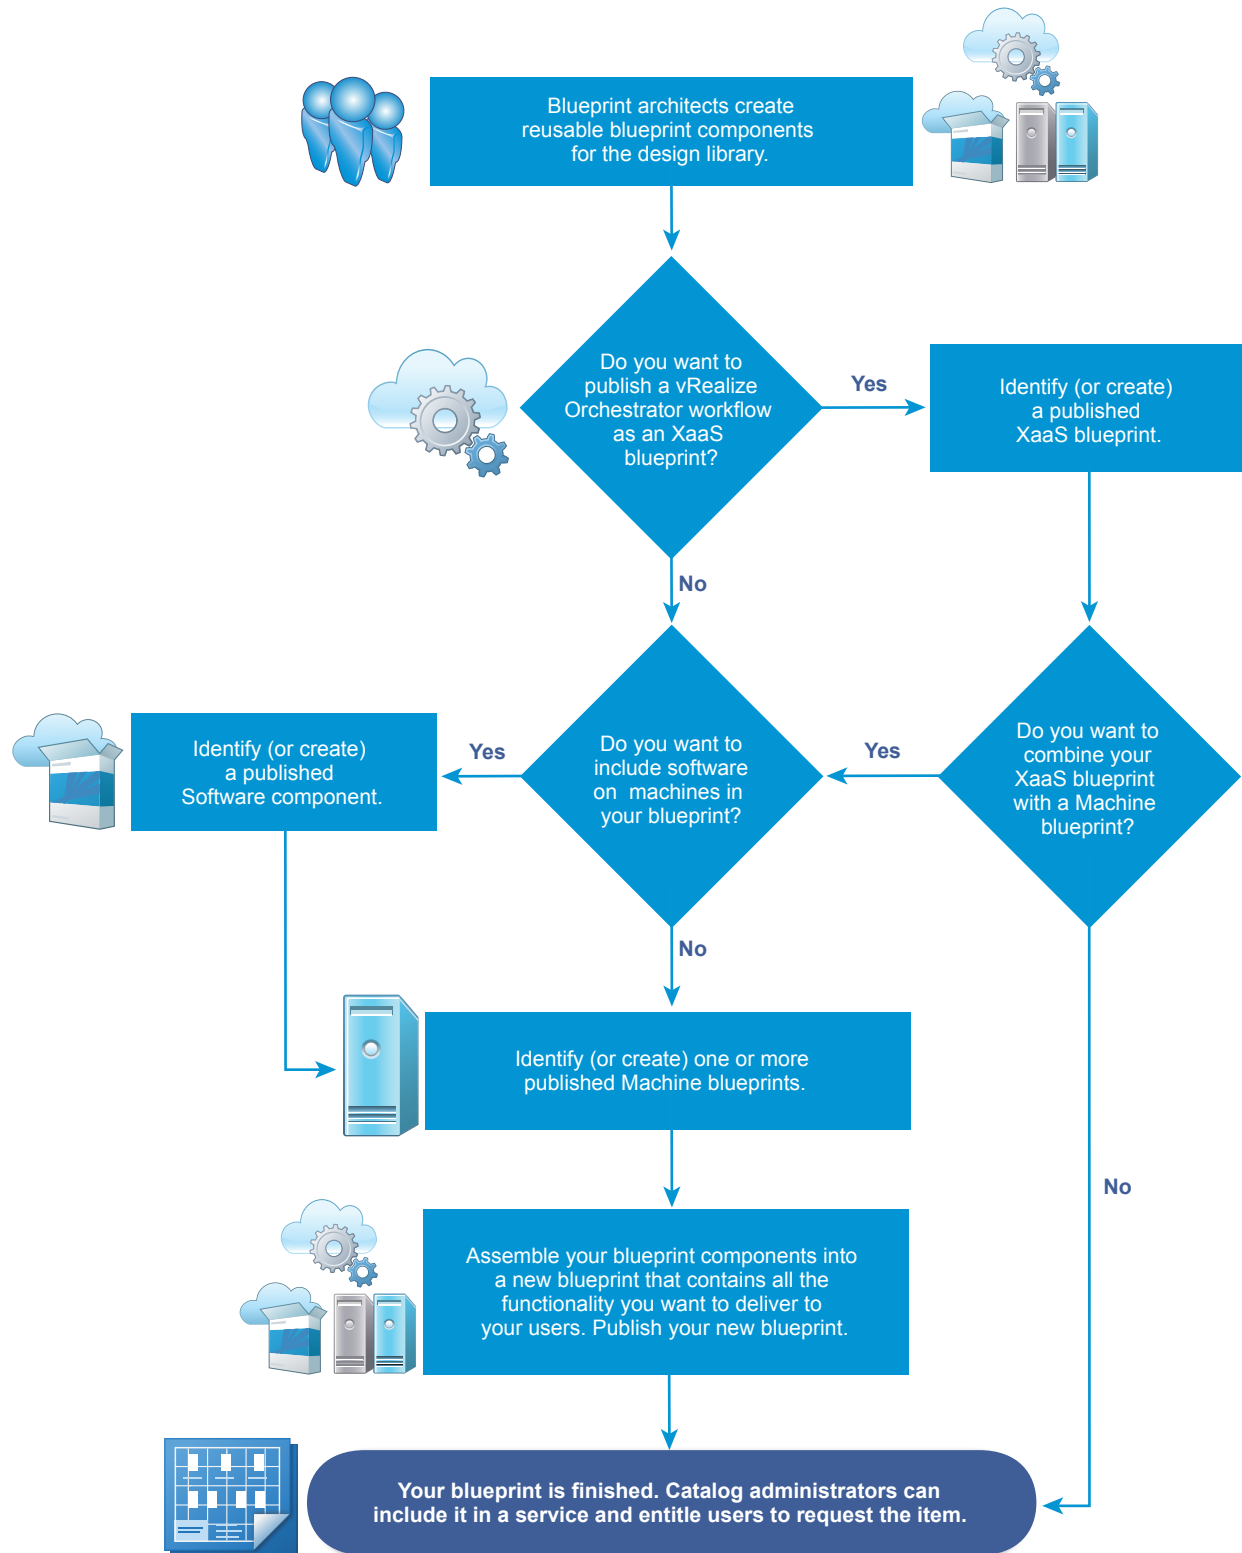 Blueprint architects create
reusable blueprint components
for the design library.
Do you want to
publish a vRealize
Orchestrator workflow
as an XaaS
blueprint?
Yes
Identify (or create)
a published
XaaS blueprint.
No
Identify (or create)
a published
Software component.
Yes
Do you want to
include software
on machines in
your blueprint?
Yes
Do you want to
combine your
XaaS blueprint
with a Machine
blueprint?
No
Identify (or create) one or more
published Machine blueprints.
No
Assemble your blueprint components into
a new blueprint that contains all the
functionality you want to deliver to
your users. Publish your new blueprint.
Your blueprint is finished. Catalog administrators can
include it in a service and entitle users to request the item.